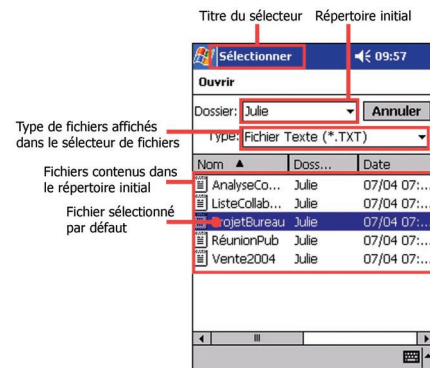 Titre du sélecteur Répertoire initial
Sélectionner 09:57
Ouvrir
Dossier: Julie Annuler
Type de fichiers affichés
dans le sélecteur de fichiers
Type: Fichier Texte (*.TXT)
Nom Doss... Date
Fichiers contenus dans
le répertoire initial
AnalyseCo... Julie 07/04 07:...
ListeCollab... Julie 07/04 07:...
Fichier sélectionné
par défaut
ProjetBureau Julie 07/04 07:...
RéunionPub Julie 07/04 07:...
Vente2004 Julie 07/04 07:...